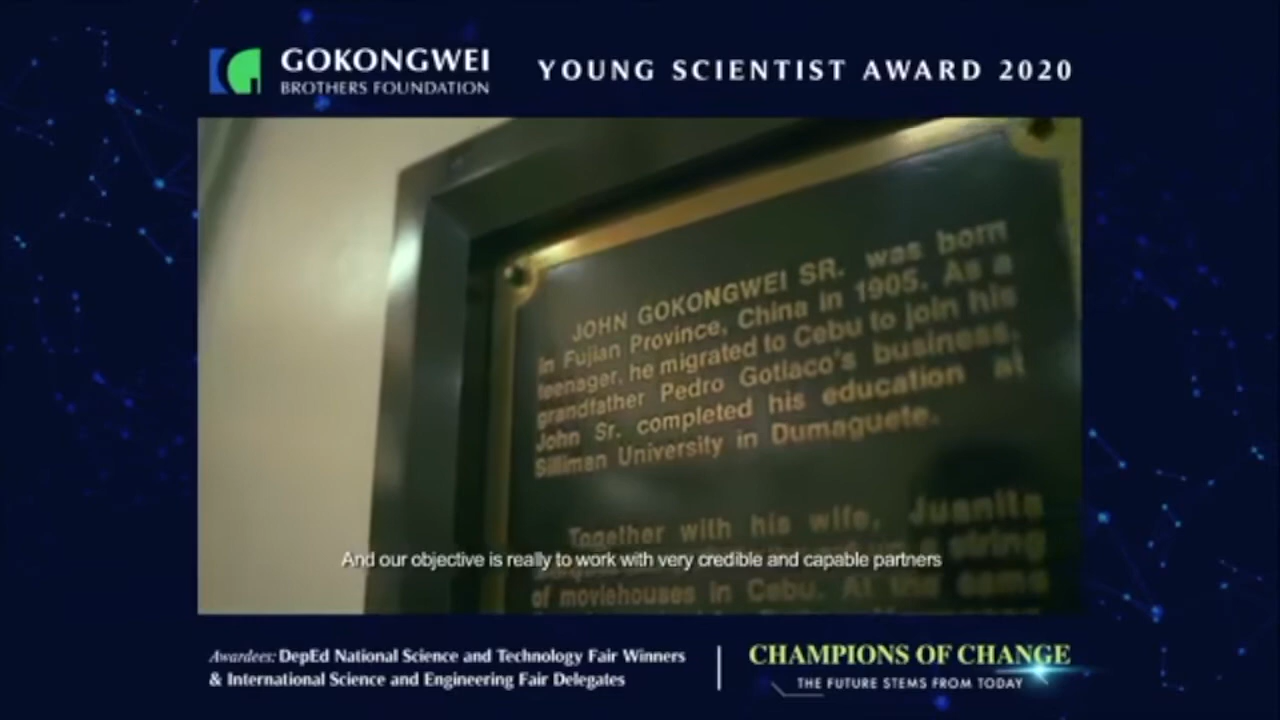 GOKONGWEI
BROTHERS FOUNDATION
YOUNG SCIENTIST AWARD 2020
JOHN GOKONGWEI SR. was born
in Fujian Province, China in 1905. As a
teenager, he migrated to Cebu to join his
grandfather Pedro Gotiaco's business.
John Sr. completed his education at
Silliman University in Dumaguete.
Together with his wife, Juanita
string
And our objective is really to work with very credible and capable partners
of moviehouses in Cebu. At the same
Awardees: DepEd National Science and Technology Fair Winners
& International Science and Engineering Fair Delegates
CHAMPIONS OF CHANGE
THE FUTURE STEMS FROM TODAY